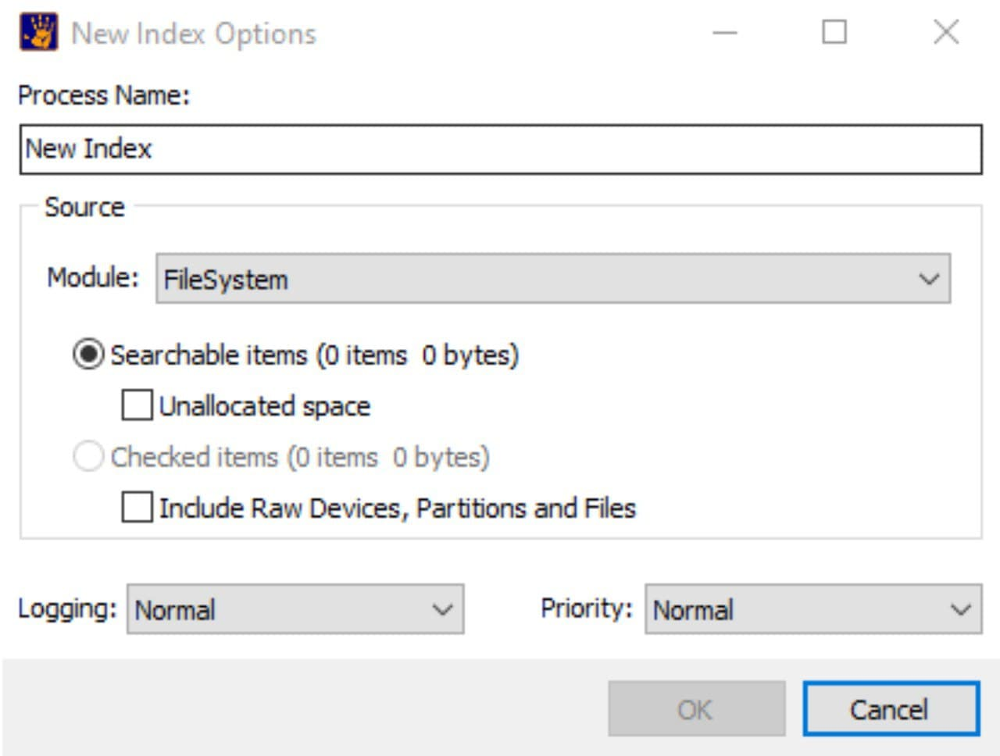 New Index Options
Process Name:
New Index
Source
Module: FileSystem
Searchable items (0 items  0 bytes)
Unallocated space
Checked items (0 items  0 bytes)
Include Raw Devices, Partitions and Files
Logging: Normal Priority: Normal
OK Cancel